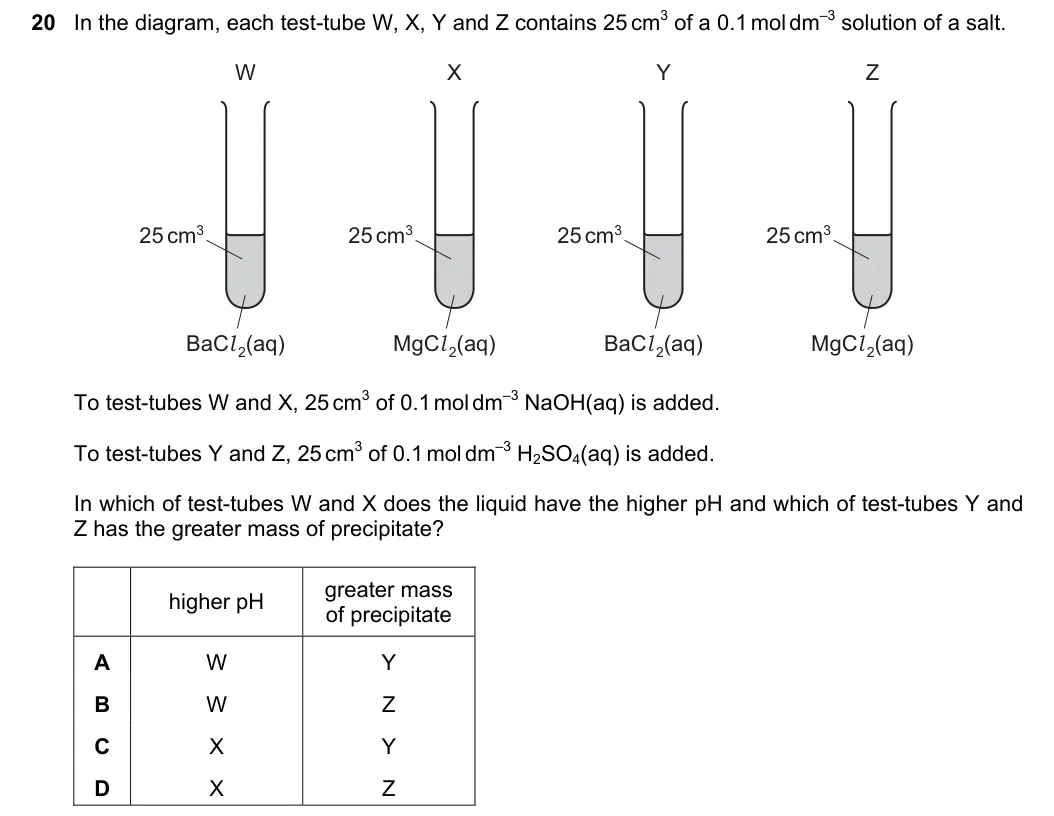 20 In the diagram, each test-tube W, X, Y and Z contains 25 cm³ of a 0.1 mol dm⁻³ solution of a salt.
W X Y Z
25 cm³ 25 cm³ 25 cm³ 25 cm³
BaCl₂(aq) MgCl₂(aq) BaCl₂(aq) MgCl₂(aq)
To test-tubes W and X, 25 cm³ of 0.1 mol dm⁻³ NaOH(aq) is added.
To test-tubes Y and Z, 25 cm³ of 0.1 mol dm⁻³ H₂SO₄(aq) is added.
In which of test-tubes W and X does the liquid have the higher pH and which of test-tubes Y and
Z has the greater mass of precipitate?
higher pH greater mass
of precipitate
A W Y
B W Z
C X Y
D X Z